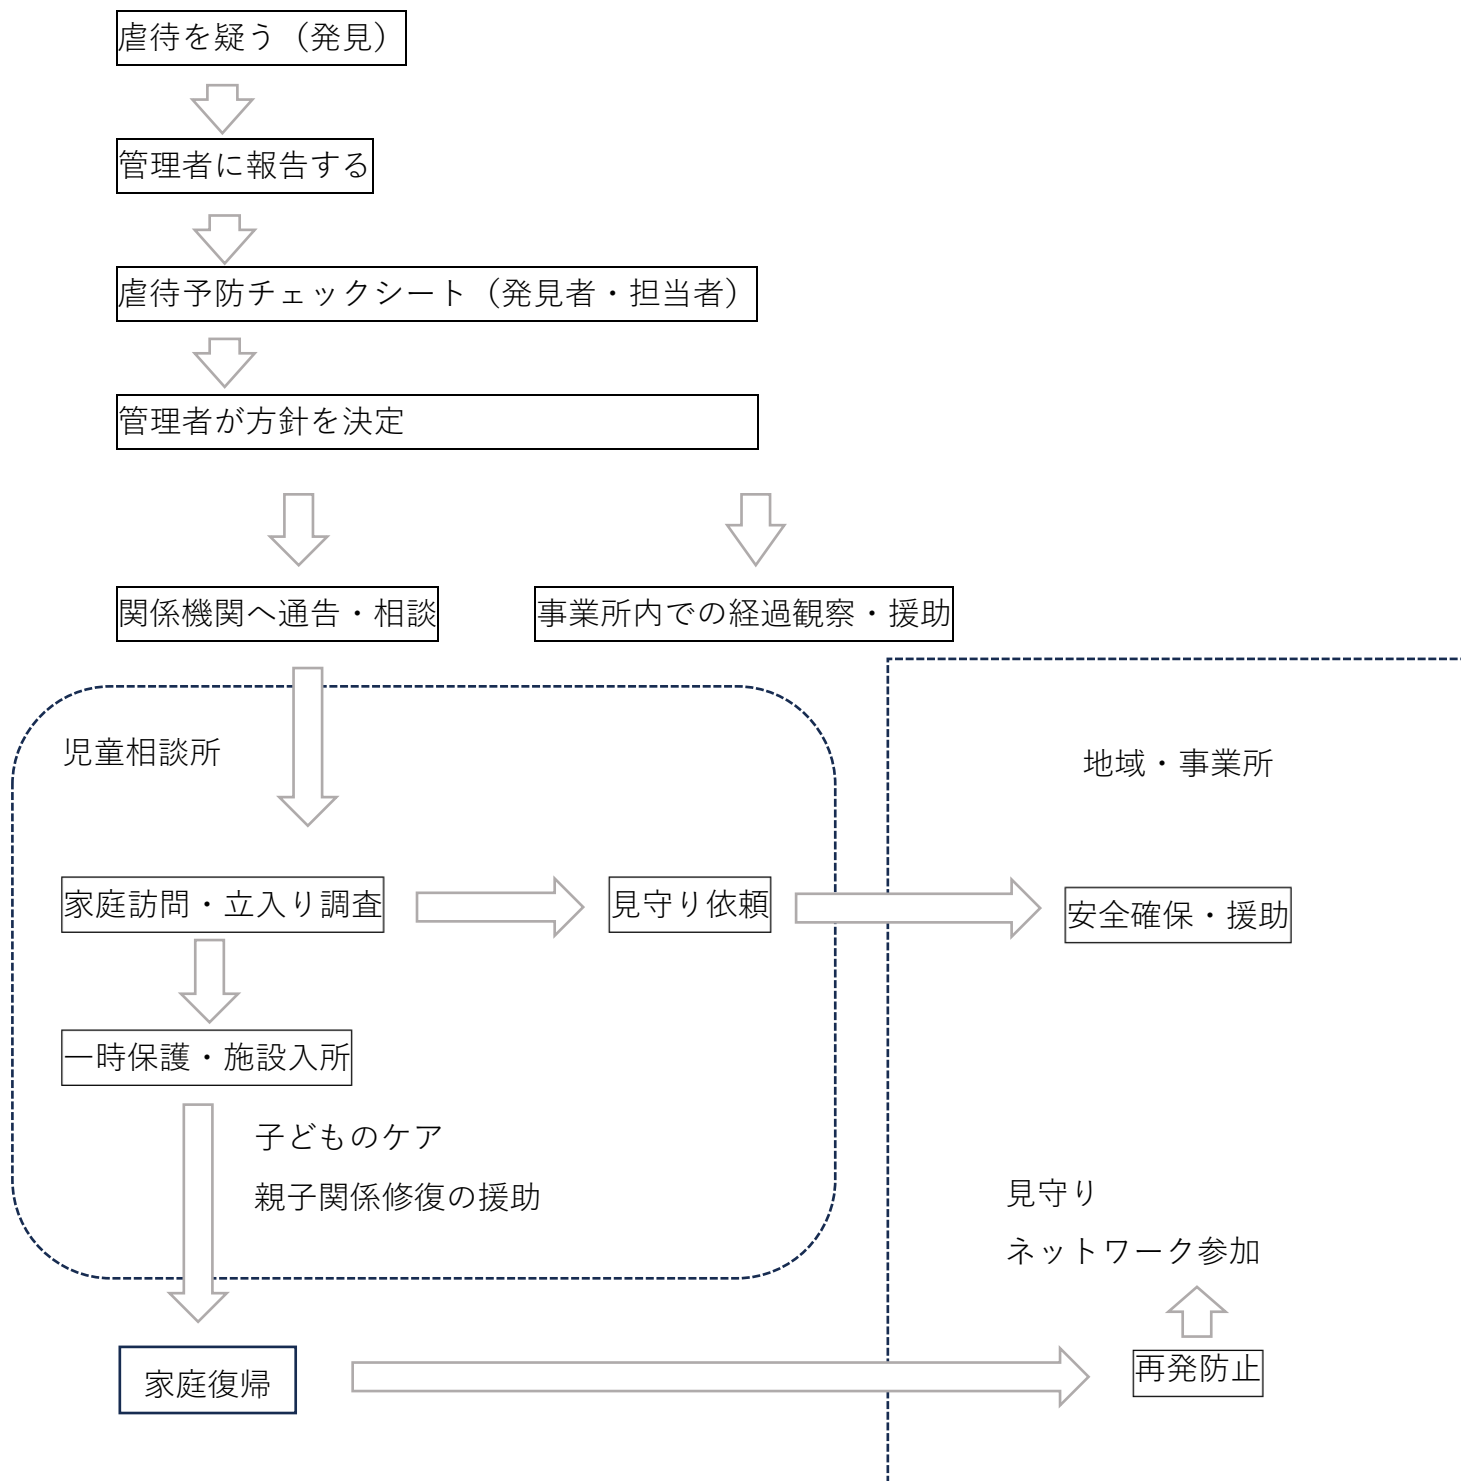 虐待を疑う（発見）
管理者に報告する
虐待予防チェックシート（発見者・担当者）
管理者が方針を決定
関係機関へ通告・相談
事業所内での経過観察・援助
児童相談所
地域・事業所
家庭訪問・立入り調査
見守り依頼
安全確保・援助
一時保護・施設入所
子どものケア
親子関係修復の援助
見守り
ネットワーク参加
家庭復帰
再発防止